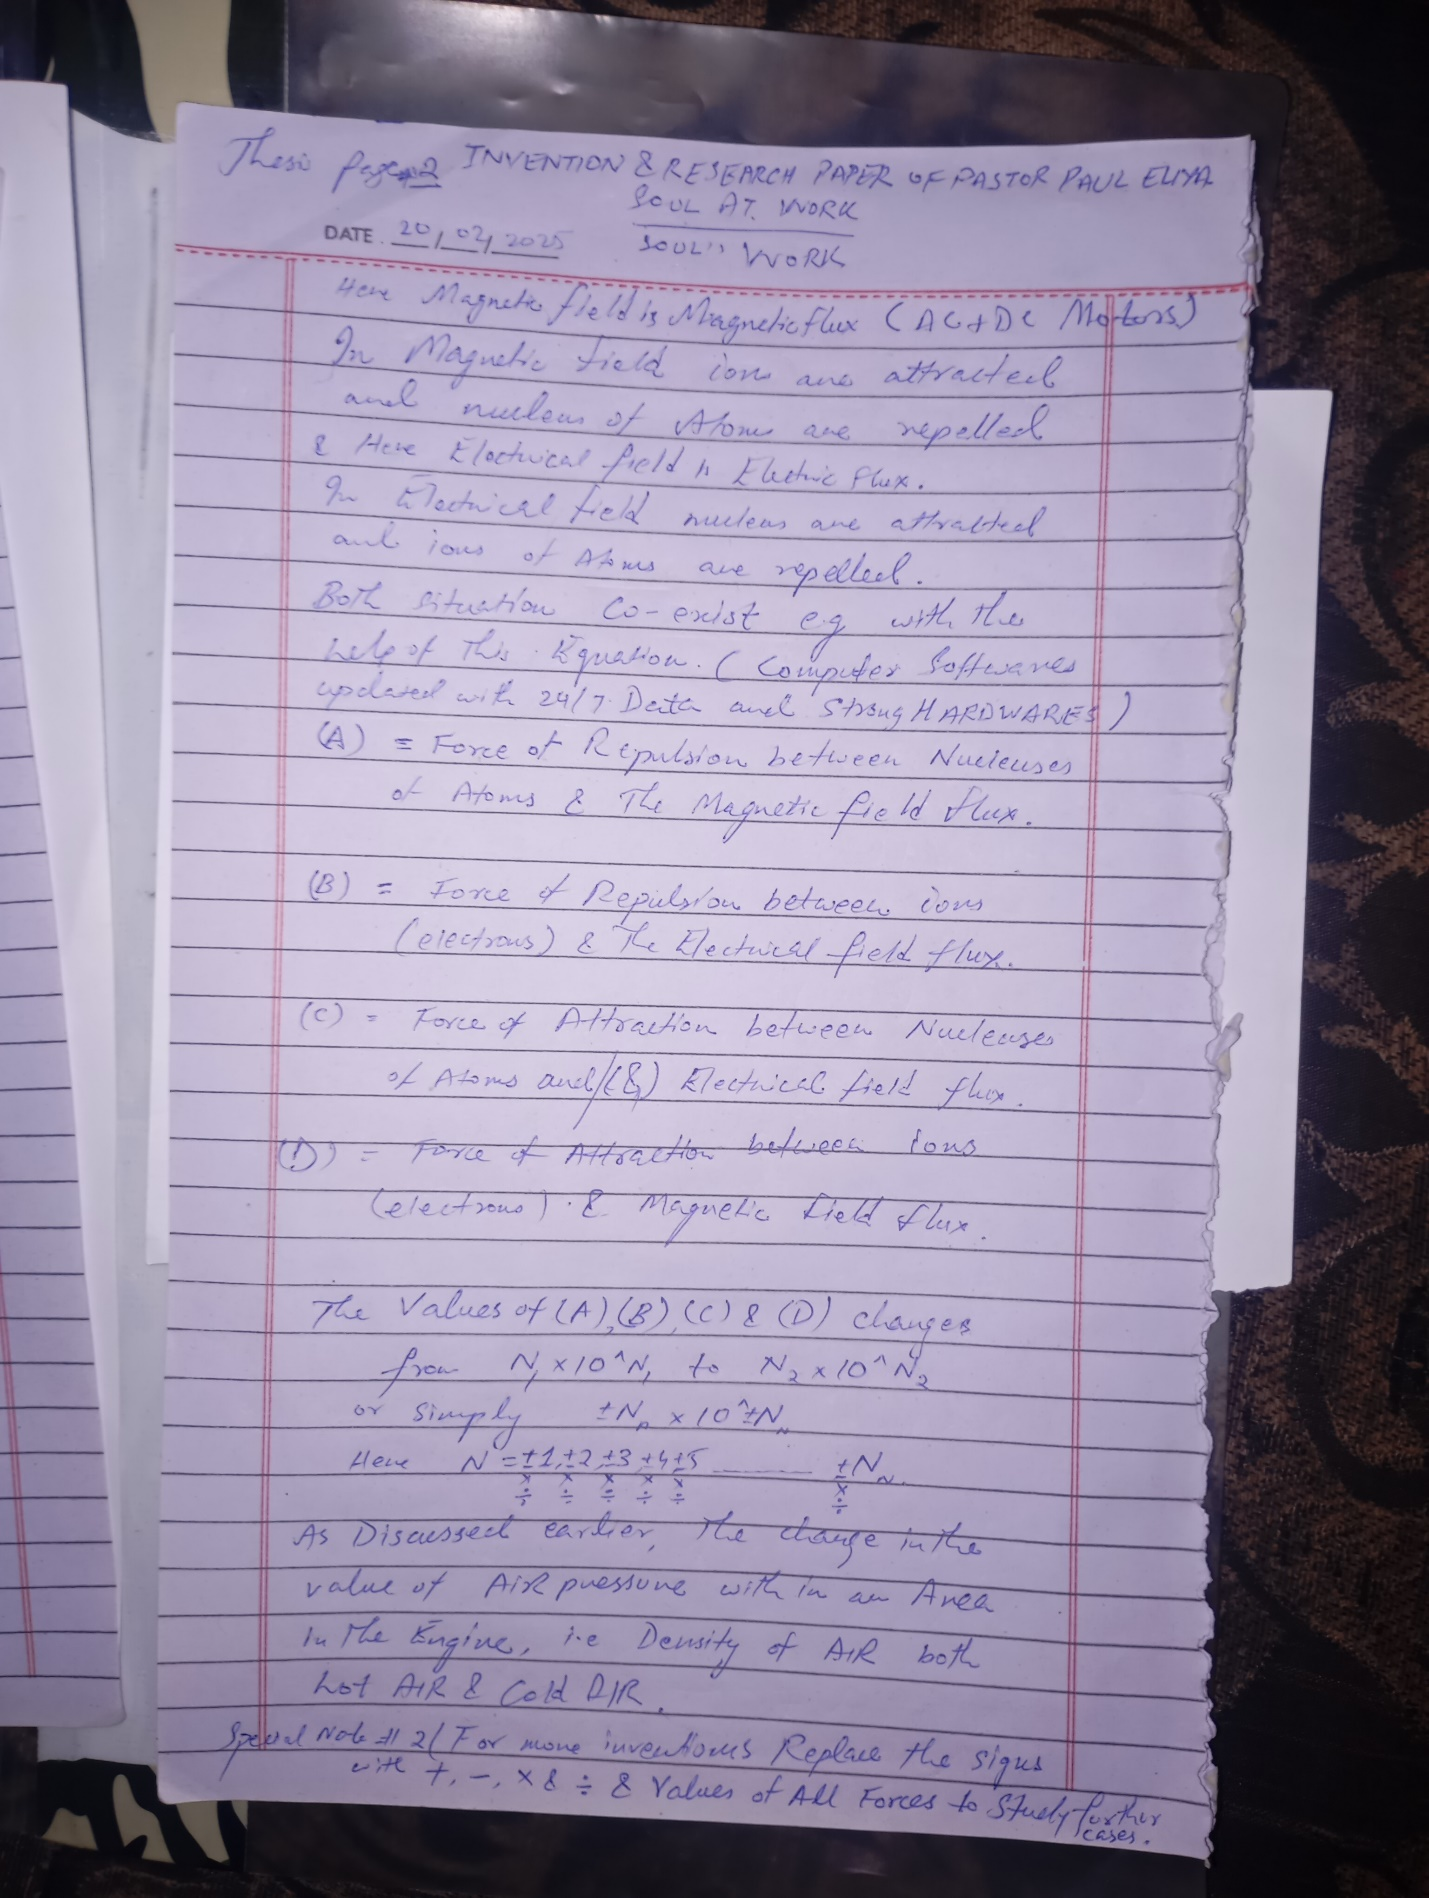 Thesis page 2 INVENTION & RESEARCH PAPER OF PASTOR PAUL ELIYA
SOUL AT WORK
DATE. 20/02/2025 SOUL'S WORK
Here Magnetic field is Magnetic flux (AC+DC Motors)
In Magnetic field ions are attracted
and nucleus of Atoms are repelled
& Here Electrical field is Electric flux.
In Electrical field nucleus are attracted
and ions of Atoms are repelled.
Both situation Co-exist e.g with the
help of This Equation. (Computer Softwares
updated with 24/7 Data and Strong HARDWARES)
(A) = Force of Repulsion between Nucleuses
of Atoms & The Magnetic field flux.
(B) = Force of Repulsion between ions
(electrons) & The Electrical field flux.
(C) = Force of Attraction between Nucleuses
of Atoms and/(&) Electrical field flux.
(D) = Force of Attraction between ions
(electrons). & Magnetic field flux.
The Values of (A),(B),(C) & (D) changes
from N₁ x 10^N₁ to N₂ x 10^N₂
or simply ±Nₙ x 10^±Nₙ
Here N = ±1, ±2 ±3 ±4 ±5 ........ ±Nₙ.
× × × × × ×
÷ ÷ ÷ ÷ ÷ ÷
As Discussed earlier, The change in the
value of AIR pressure with in an Area
in The Engine, i.e Density of AIR both
hot AIR & Cold AIR.
Special Note # 2 (For more inventions Replace the signs
with +, -, × & ÷ & Values of All Forces to Study further
cases.